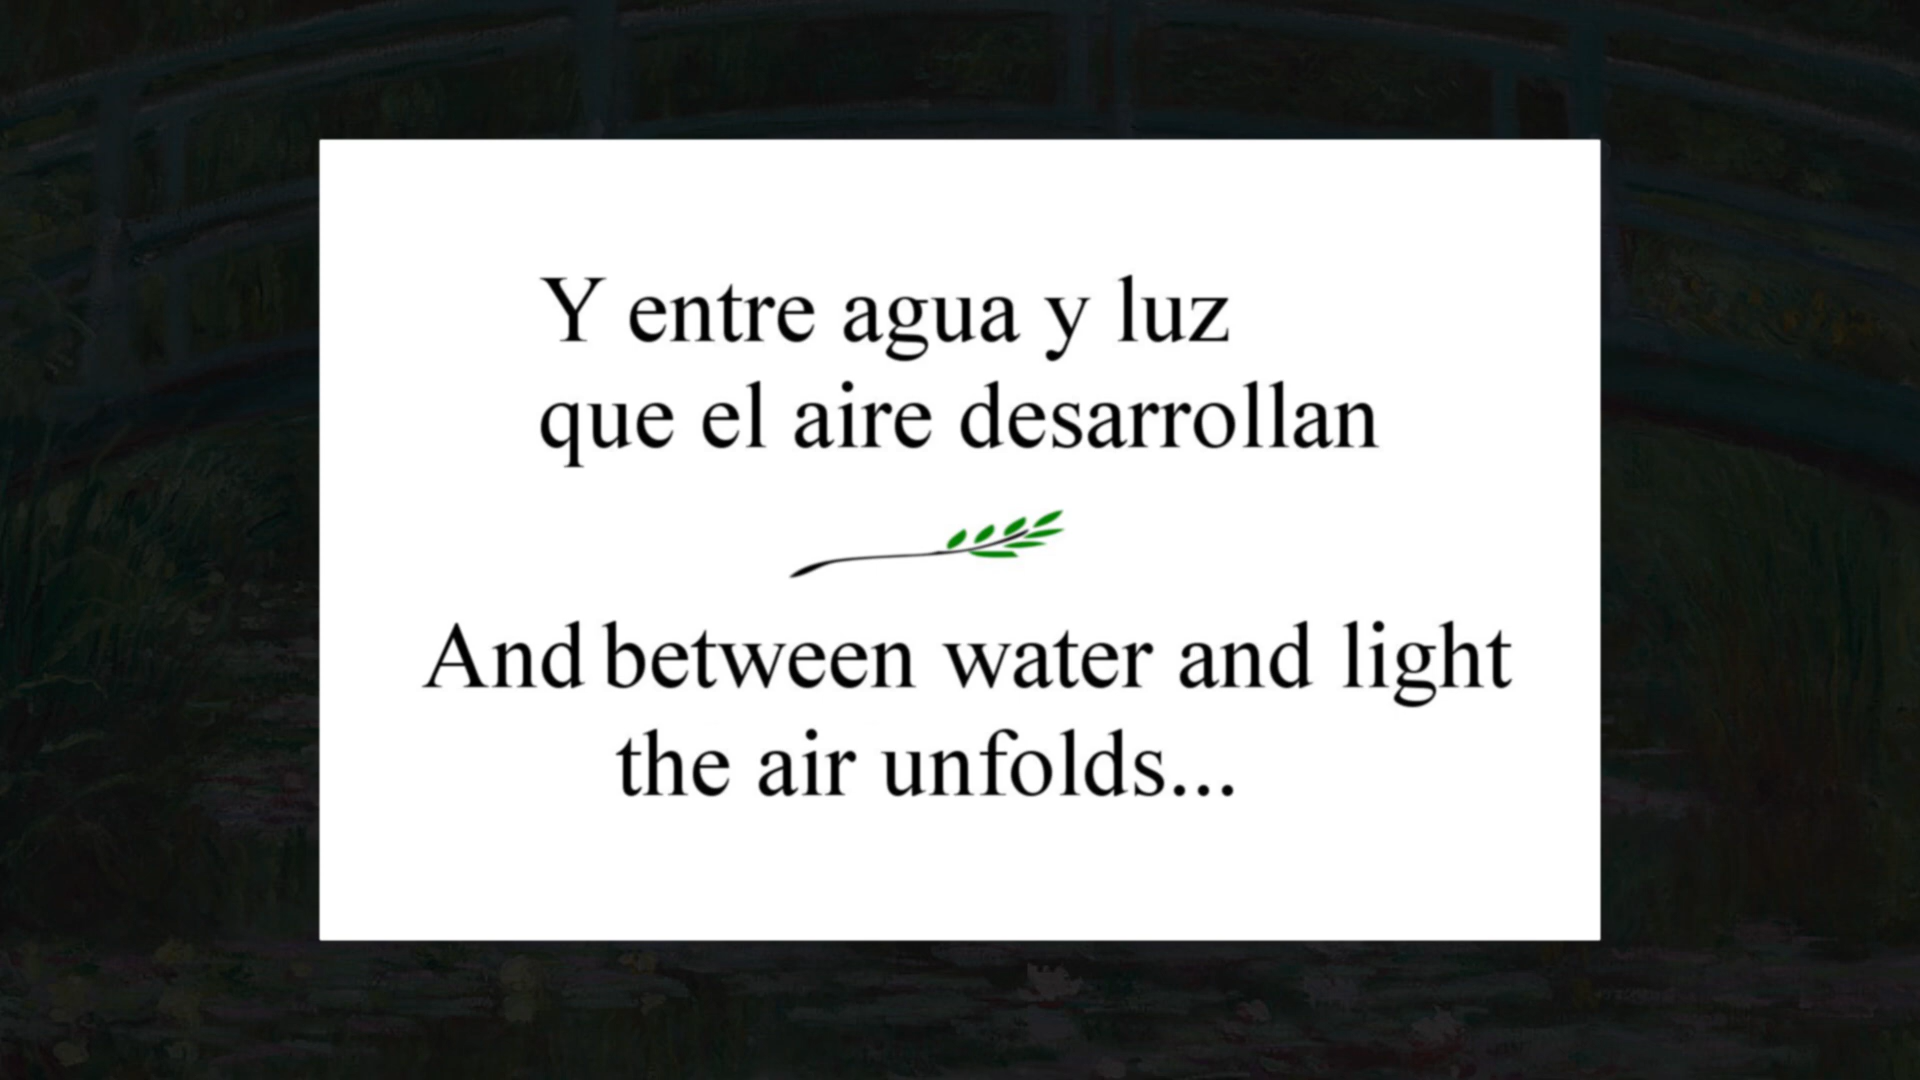 Y entre agua y luz
que el aire desarrollan
And between water and light
the air unfolds...